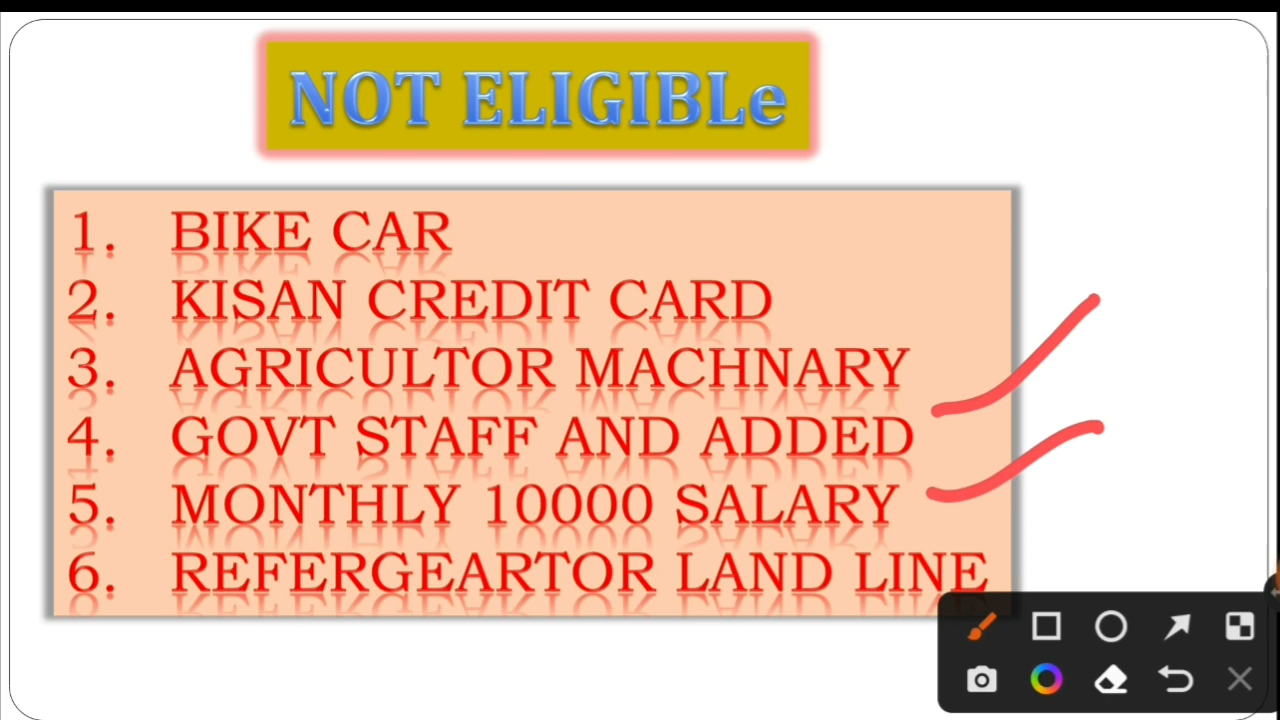 NOT ELIGIBLe
1. BIKE CAR
2. KISAN CREDIT CARD
3. AGRICULTOR MACHNARY
4. GOVT STAFF AND ADDED
5. MONTHLY 10000 SALARY
6. REFERGEARTOR LAND LINE